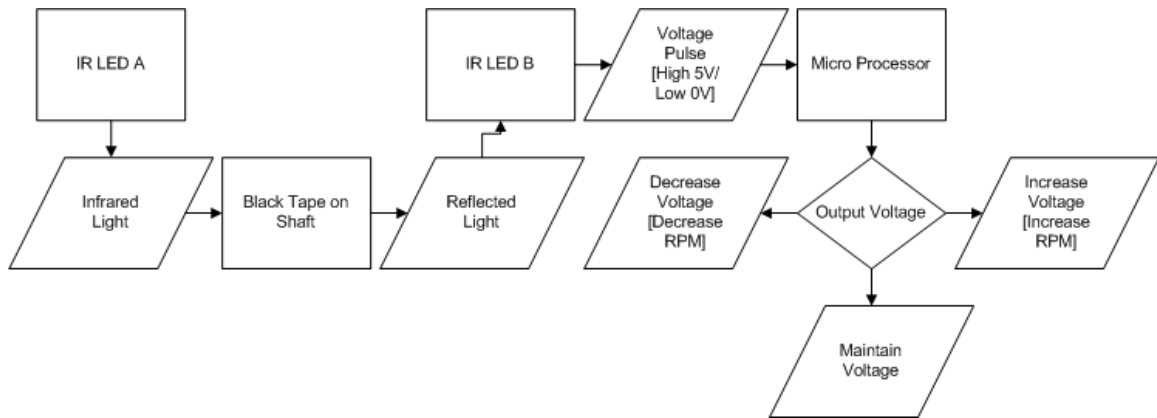 IR LED A
IR LED B
Voltage
Pulse
[High 5V/
Low 0V]
Micro Processor
Infrared
Light
Black Tape on
Shaft
Reflected
Light
Decrease
Voltage
[Decrease
RPM]
Output Voltage
Increase
Voltage
[Increase
RPM]
Maintain
Voltage